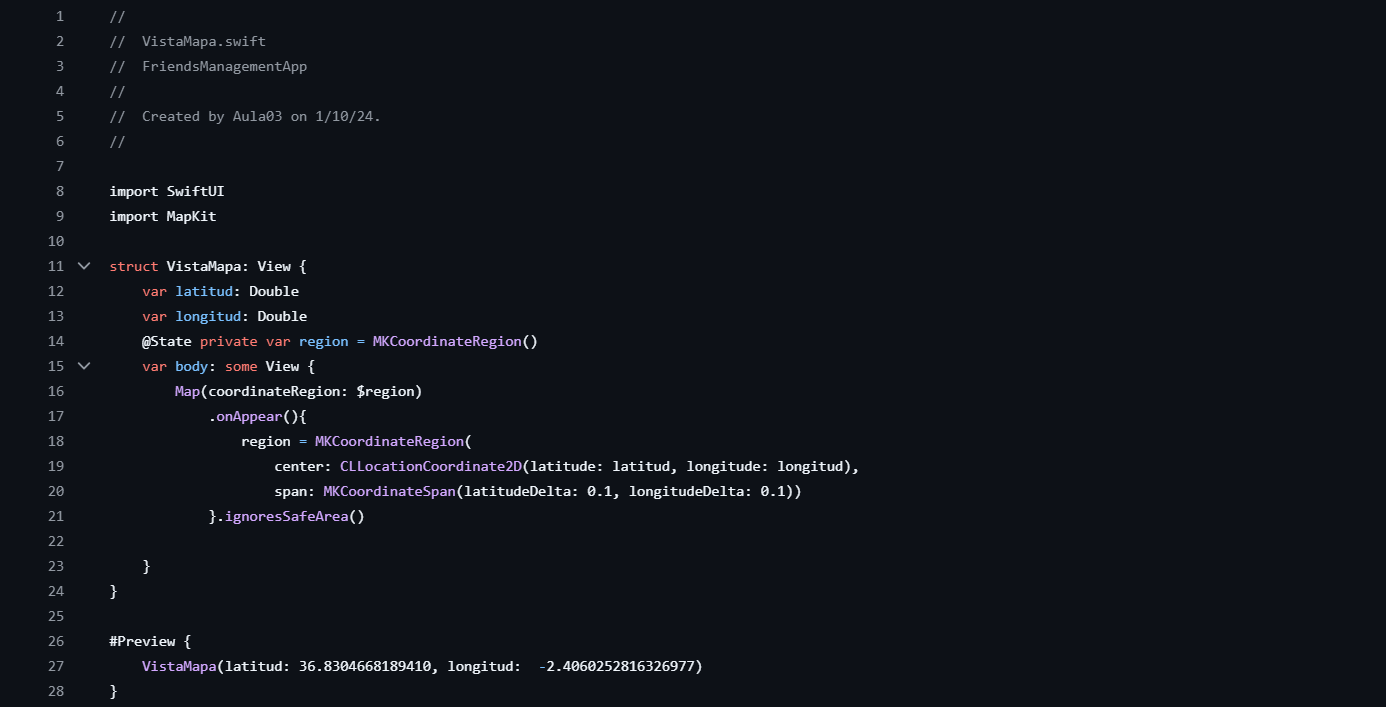 1 //
2 //  VistaMapa.swift
3 //  FriendsManagementApp
4 //
5 //  Created by Aula03 on 1/10/24.
6 //
7
8 import SwiftUI
9 import MapKit
10
11 struct VistaMapa: View {
12     var latitud: Double
13     var longitud: Double
14     @State private var region = MKCoordinateRegion()
15     var body: some View {
16         Map(coordinateRegion: $region)
17             .onAppear(){
18                 region = MKCoordinateRegion(
19                     center: CLLocationCoordinate2D(latitude: latitud, longitude: longitud),
20                     span: MKCoordinateSpan(latitudeDelta: 0.1, longitudeDelta: 0.1))
21             }.ignoresSafeArea()
22
23     }
24 }
25
26 #Preview {
27     VistaMapa(latitud: 36.8304668189410, longitud:  -2.4060252816326977)
28 }